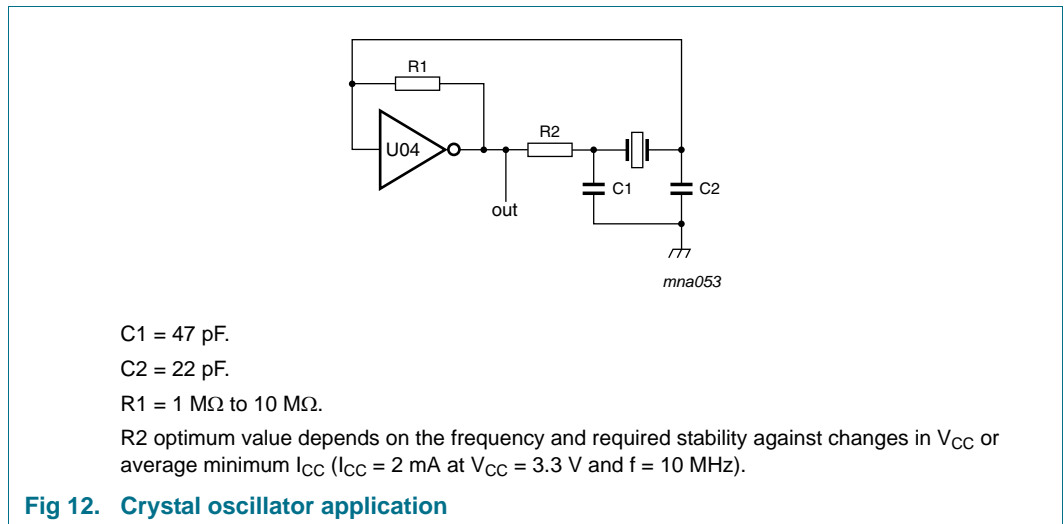 R1
U04
R2
out
C1
C2
mna053
C1 = 47 pF.
C2 = 22 pF.
R1 = 1 MΩ to 10 MΩ.
R2 optimum value depends on the frequency and required stability against changes in VCC or
average minimum ICC (ICC = 2 mA at VCC = 3.3 V and f = 10 MHz).
Fig 12. Crystal oscillator application